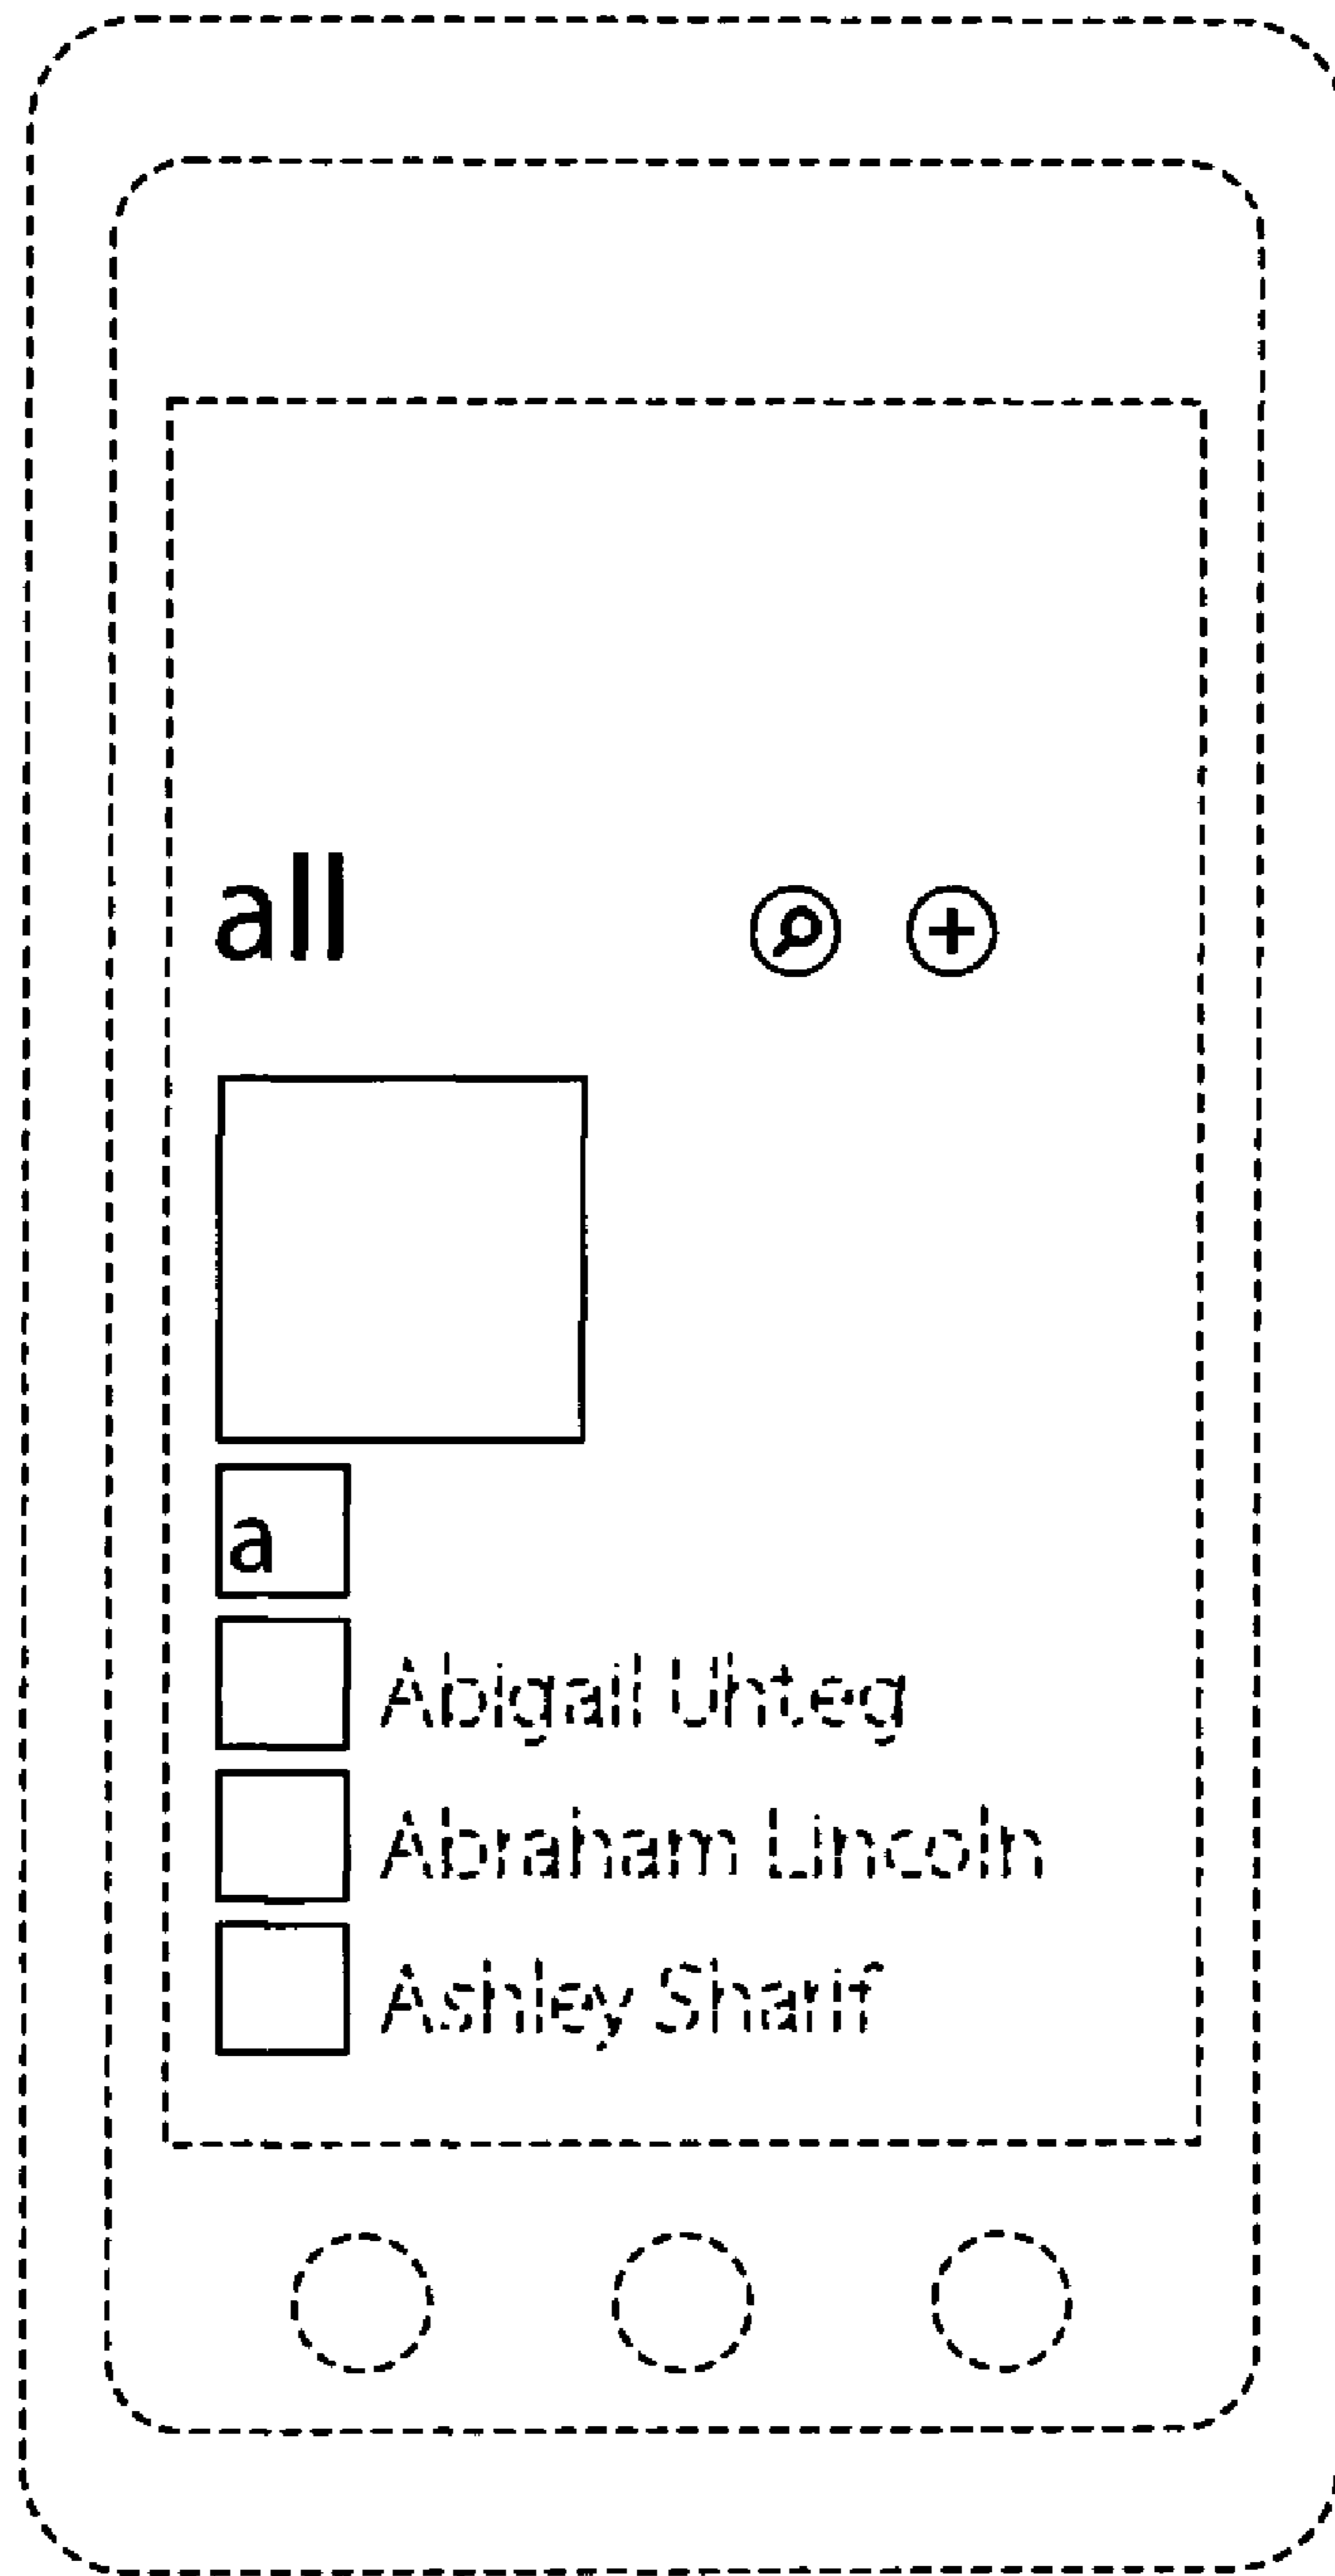 all
a
Abigail Uhteg
Abraham Lincoln
Ashley Sharif